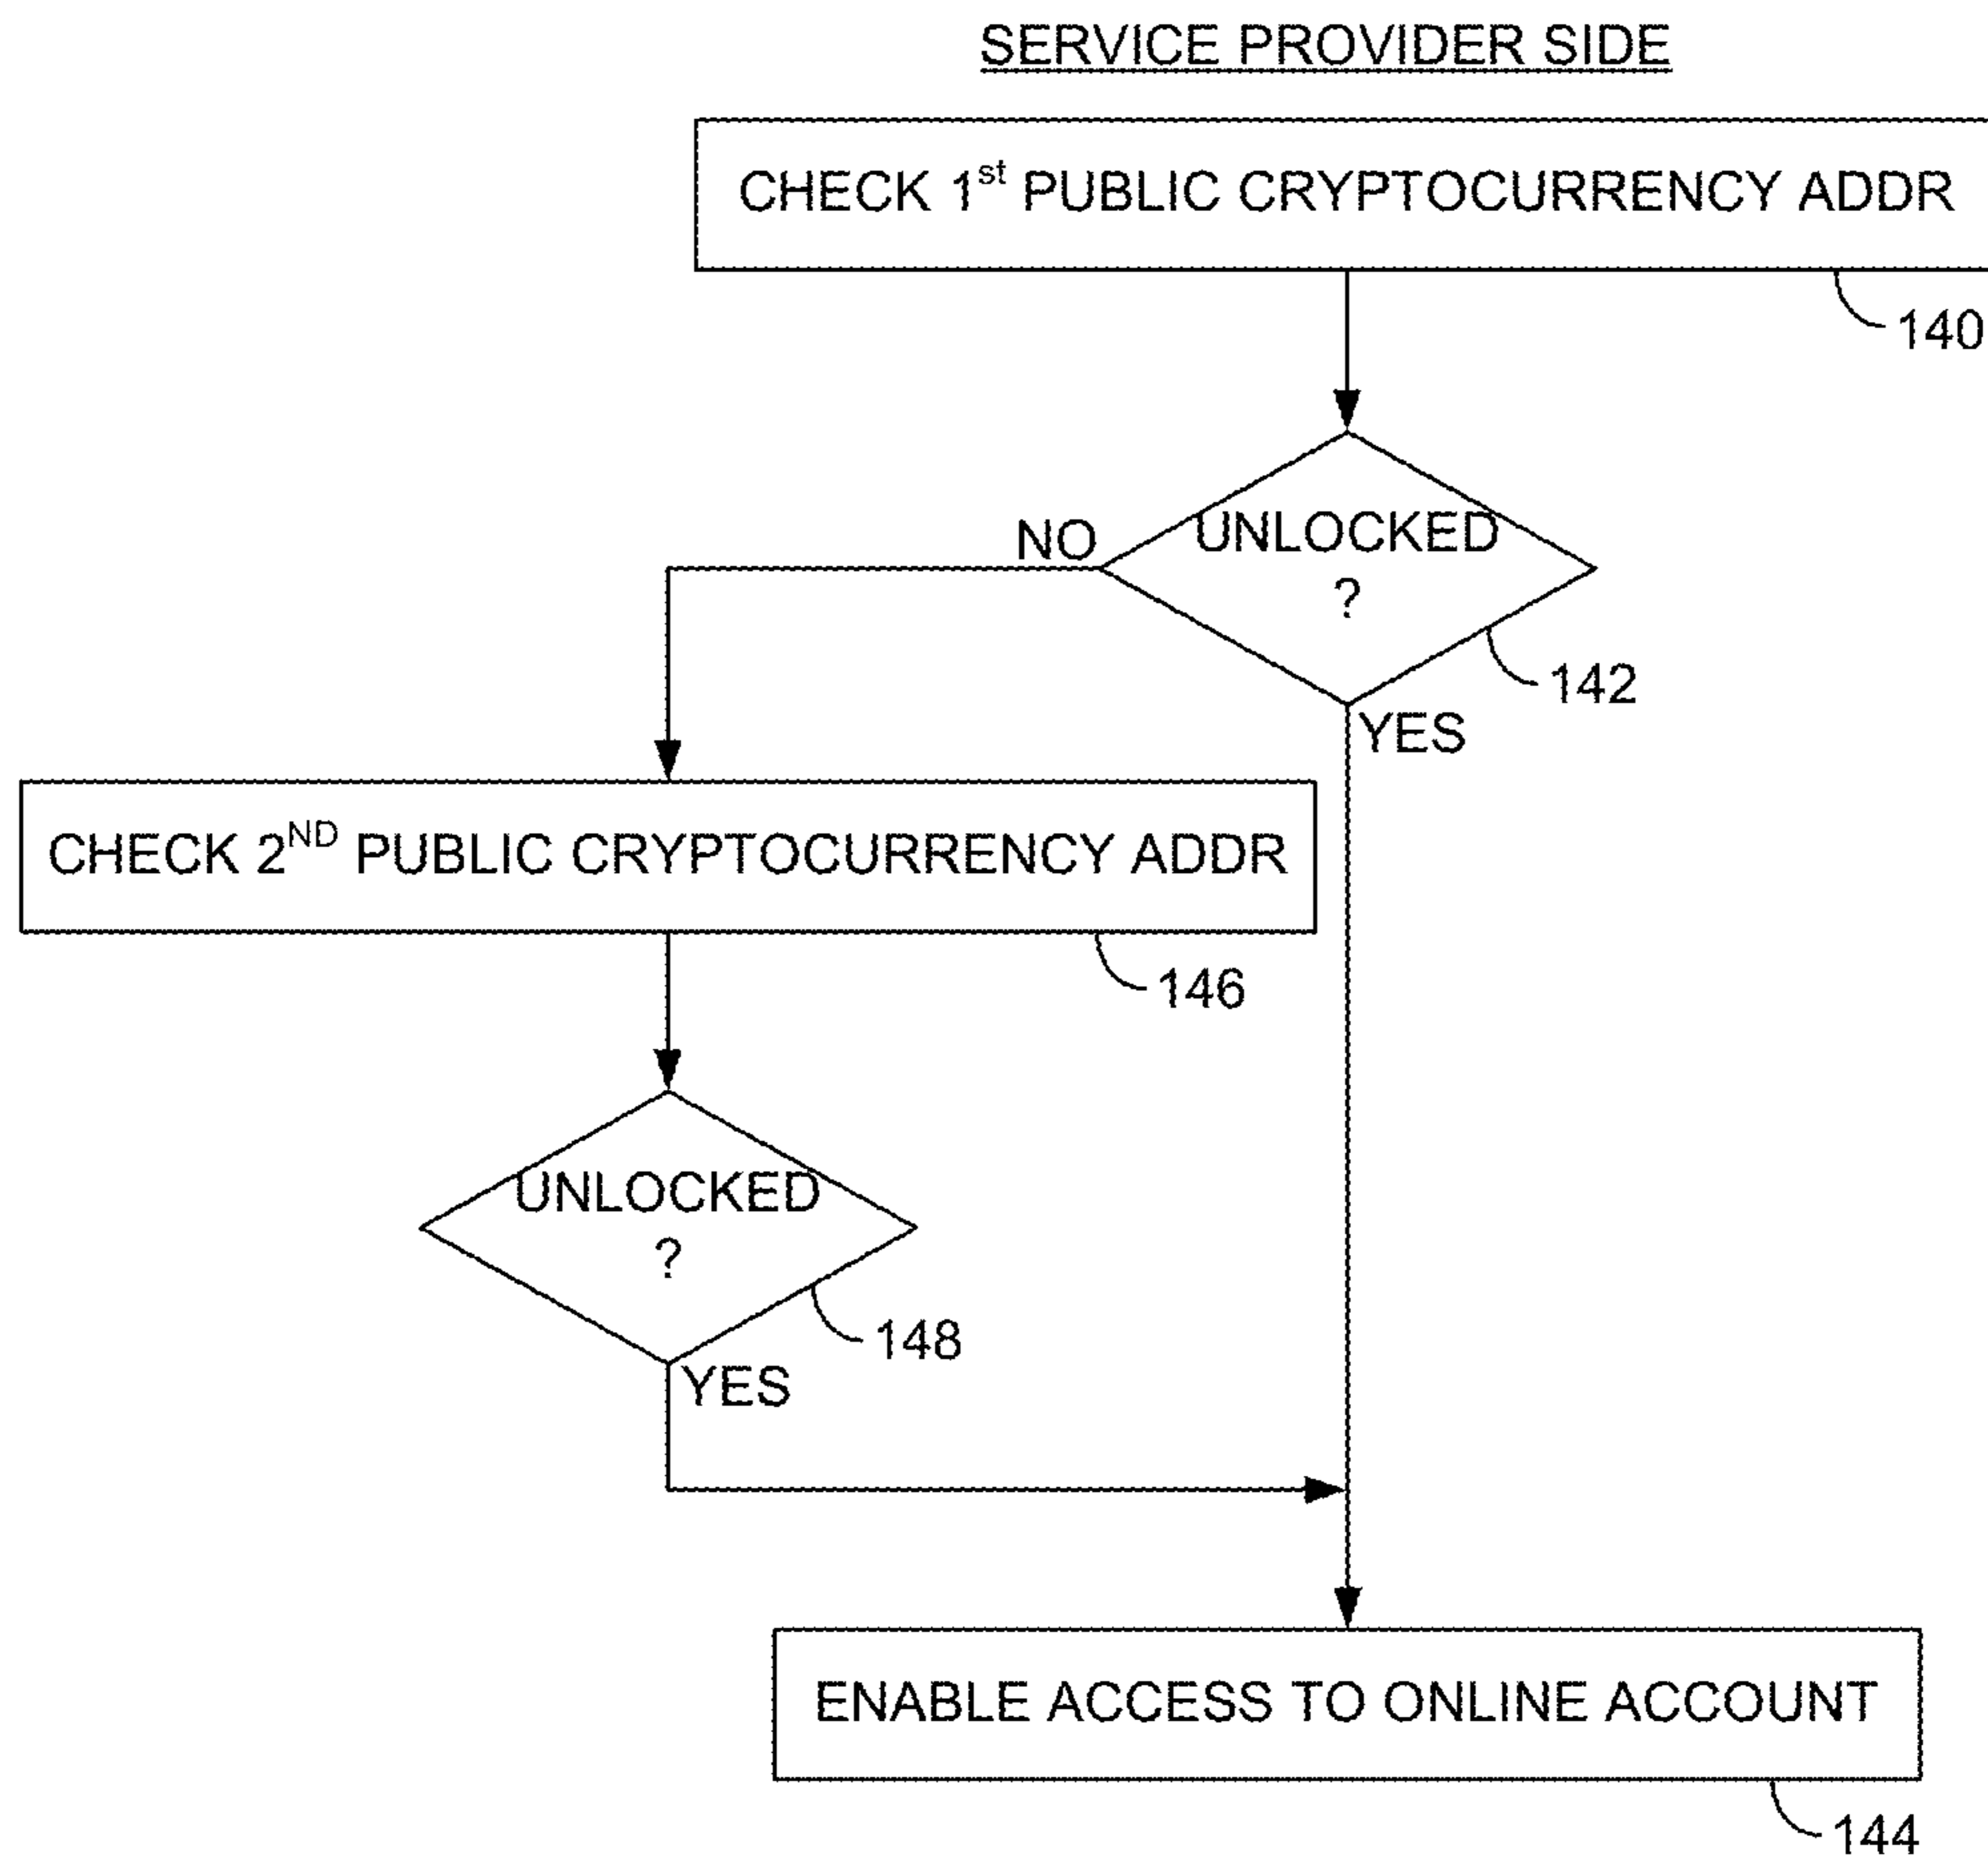 SERVICE PROVIDER SIDE
CHECK 1st PUBLIC CRYPTOCURRENCY ADDR
140
UNLOCKED
?
NO
142
YES
CHECK 2ND PUBLIC CRYPTOCURRENCY ADDR
146
UNLOCKED
?
148
YES
ENABLE ACCESS TO ONLINE ACCOUNT
144